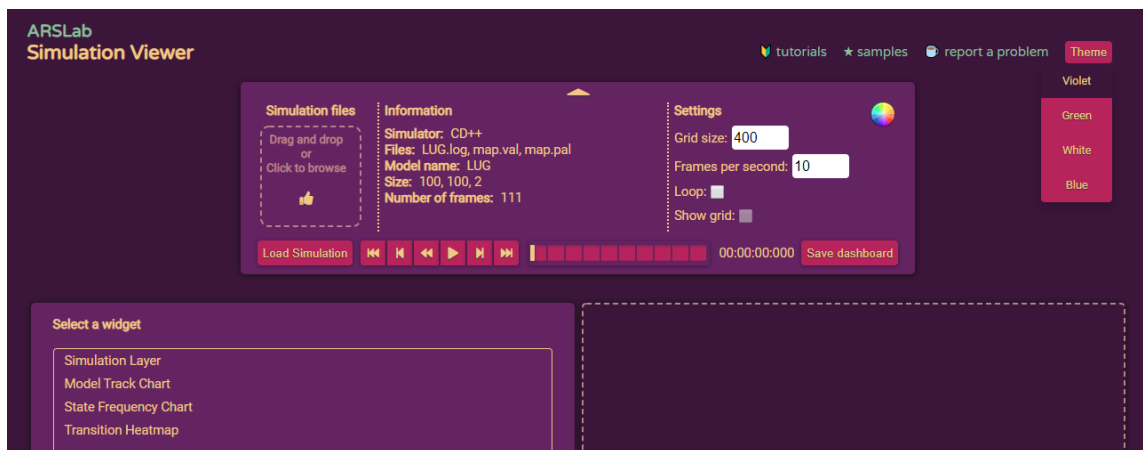 ARSLab
Simulation Viewer
tutorials
samples
report a problem
Theme
Violet
Green
White
Blue
Simulation files
Drag and drop
or
Click to browse
Information
Simulator: CD++
Files: LUG.log, map.val, map.pal
Model name: LUG
Size: 100, 100, 2
Number of frames: 111
Settings
Grid size: 400
Frames per second: 10
Loop:
Show grid:
Load Simulation
00:00:00:000
Save dashboard
Select a widget
Simulation Layer
Model Track Chart
State Frequency Chart
Transition Heatmap